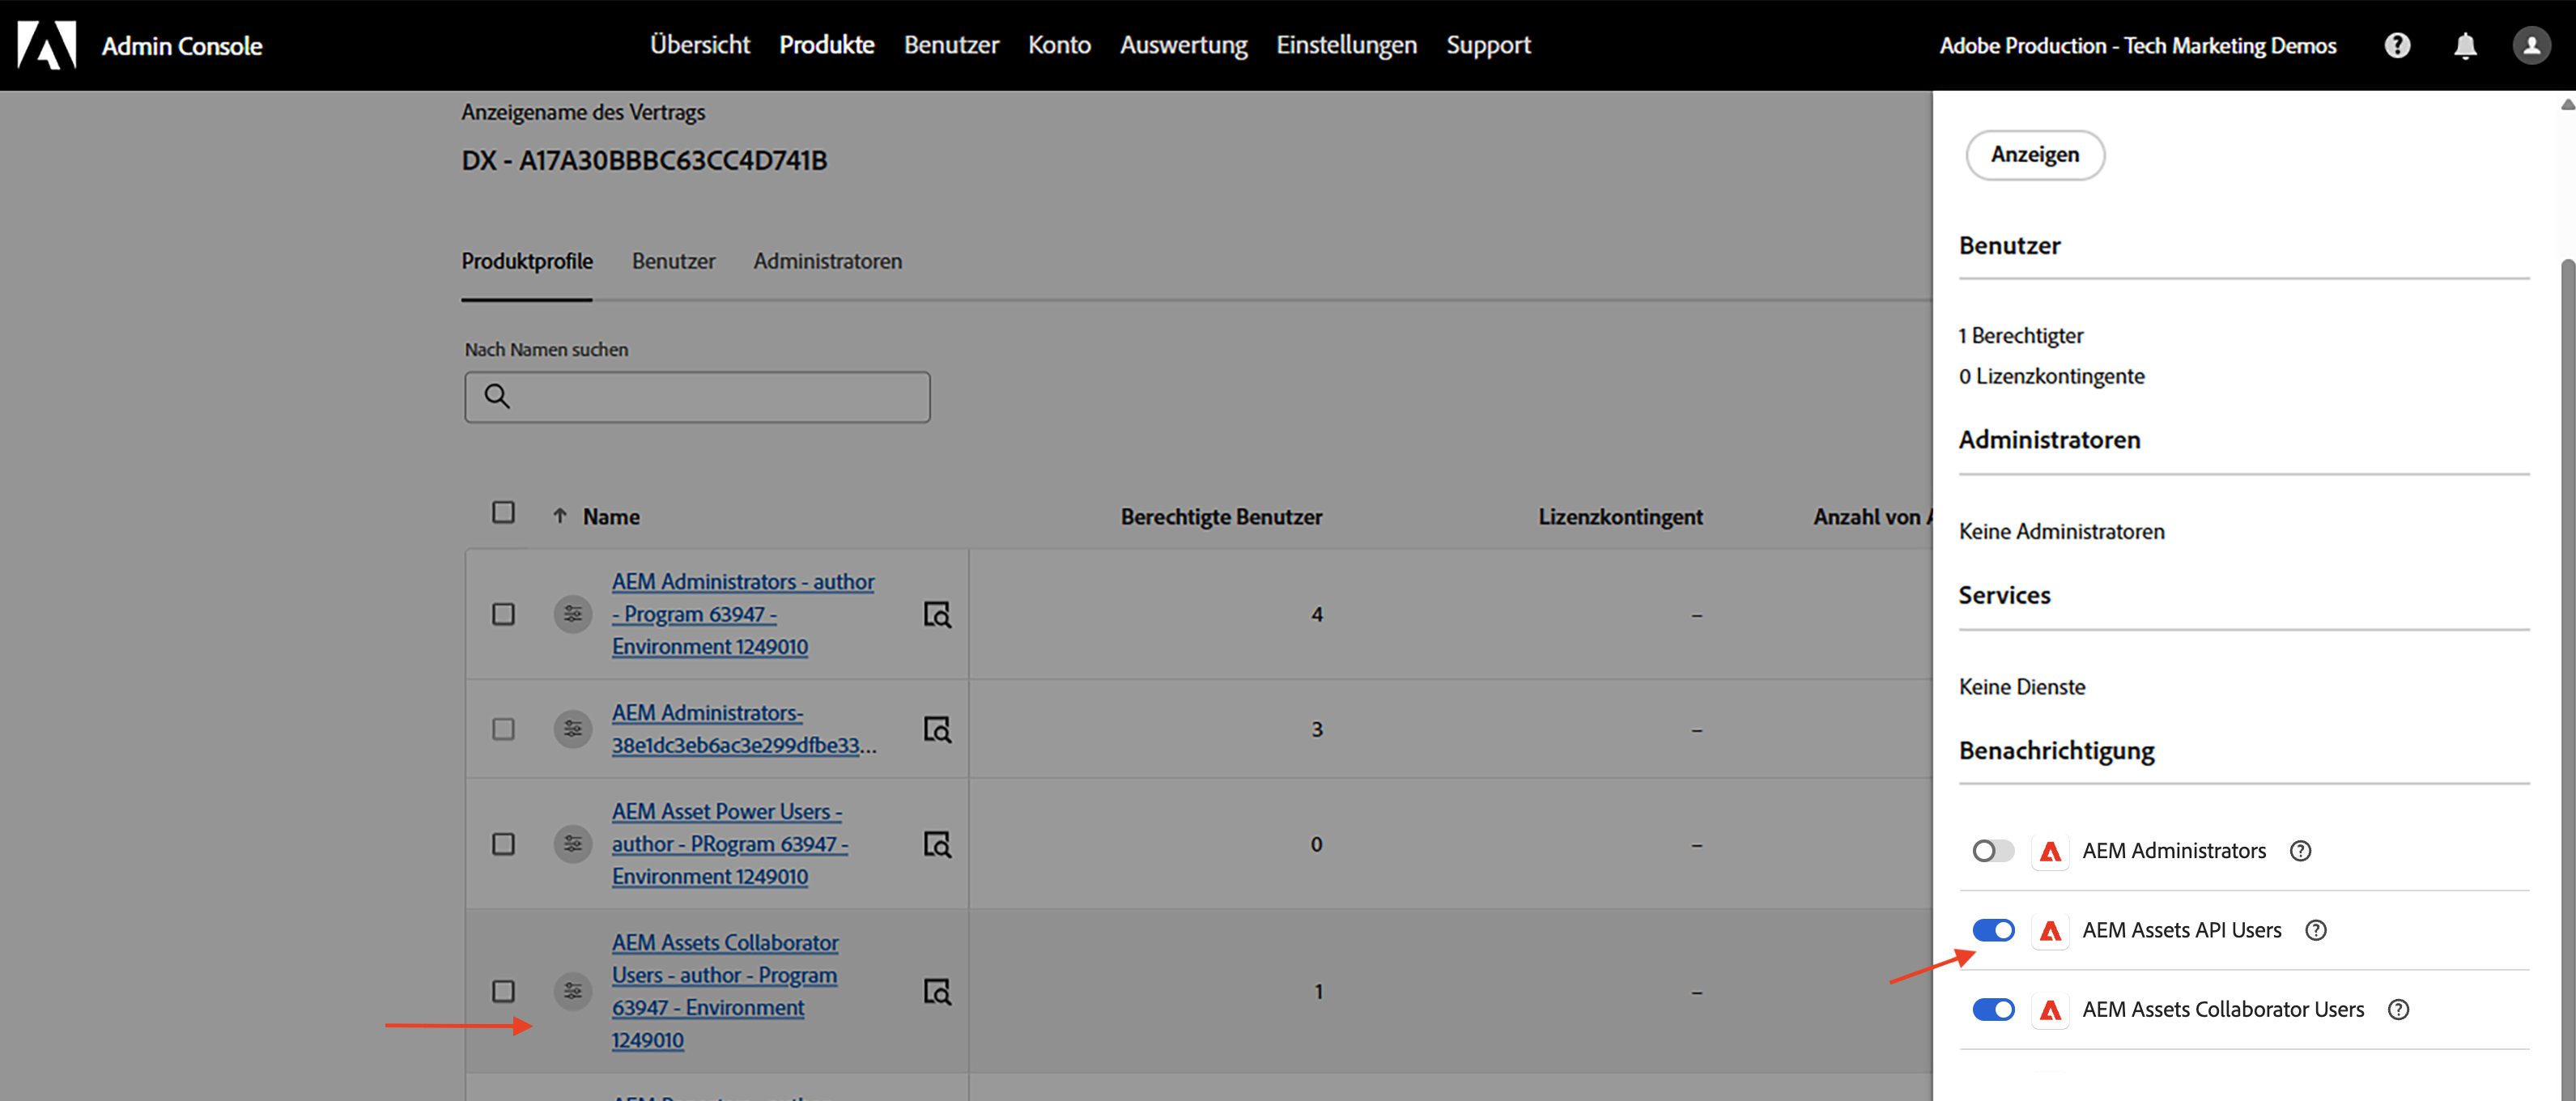 Admin Console
Übersicht Produkte Benutzer Konto Auswertung Einstellungen Support
Adobe Production - Tech Marketing Demos
Anzeigename des Vertrags
DX - A17A30BBBC63CC4D741B
Produktprofile Benutzer Administratoren
Nach Namen suchen
Name Berechtigte Benutzer Lizenzkontingent Anzahl von
AEM Administrators - author
- Program 63947 -
Environment 1249010
4 –
AEM Administrators-
38e1dc3eb6ac3e299dfbe33...
3 –
AEM Asset Power Users -
author - PRogram 63947 -
Environment 1249010
0 –
AEM Assets Collaborator
Users - author - Program
63947 - Environment
1249010
1 –
Anzeigen
Benutzer
1 Berechtigter
0 Lizenzkontingente
Administratoren
Keine Administratoren
Services
Keine Dienste
Benachrichtigung
AEM Administrators
AEM Assets API Users
AEM Assets Collaborator Users